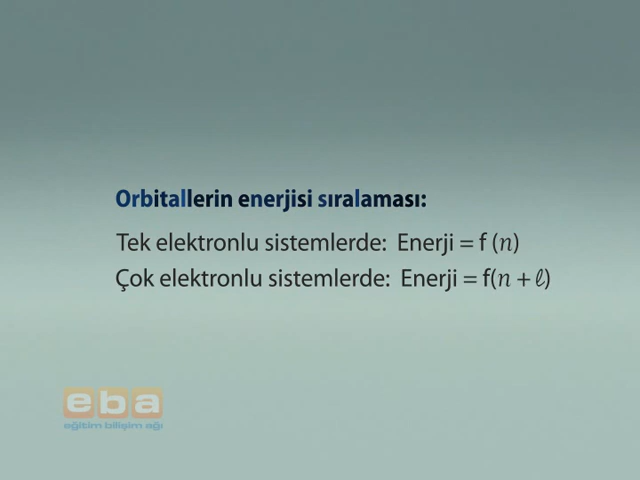 Orbitallerin enerjisi sıralaması:
Tek elektronlu sistemlerde: Enerji = f (n)
Çok elektronlu sistemlerde: Enerji = f(n + ℓ)
eba
eğitim bilişim ağı